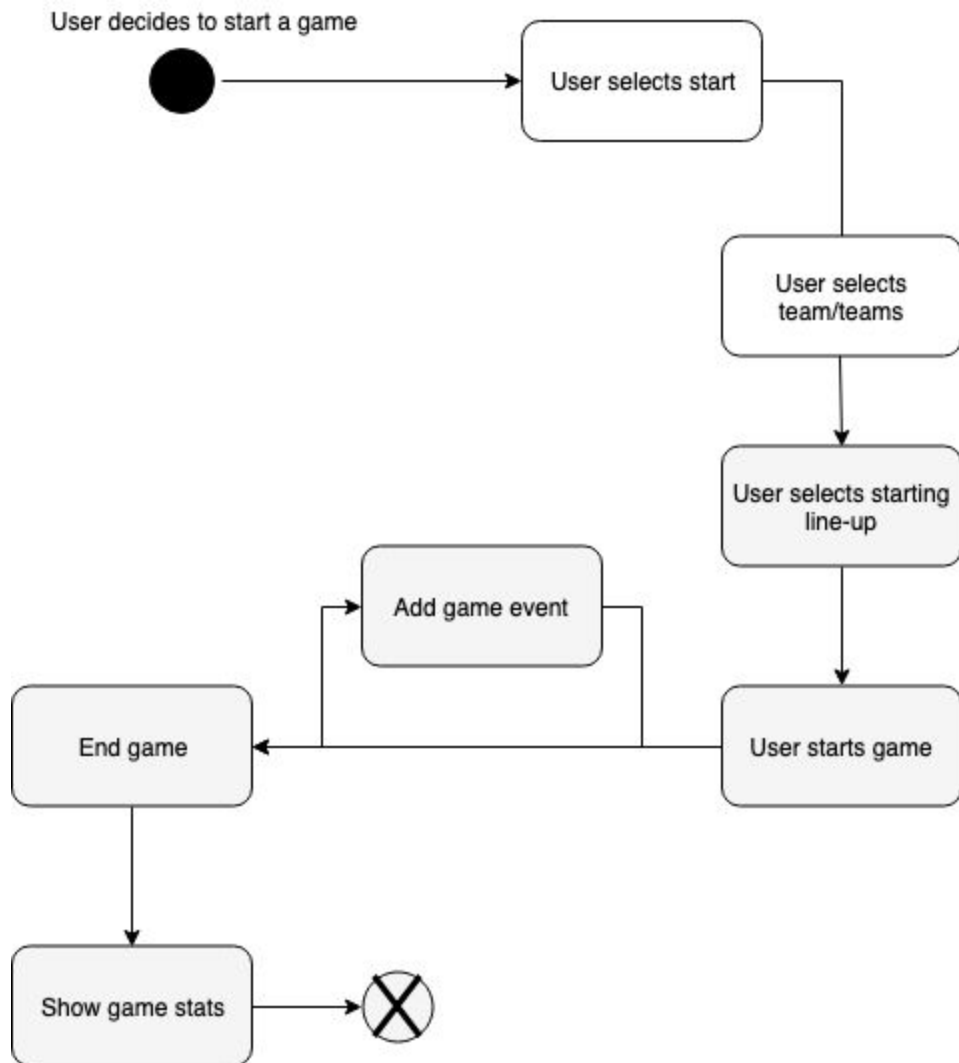 User decides to start a game
User selects start
User selects
team/teams
User selects starting
line-up
Add game event
End game
User starts game
Show game stats